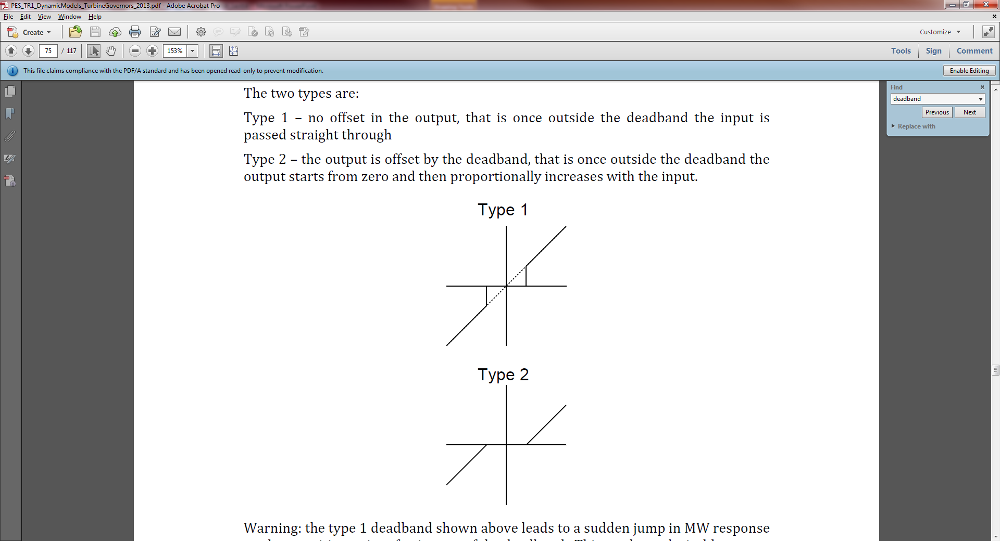 PES_TR1_DynamicModels_TurbineGovernors_2013.pdf - Adobe Acrobat Pro
File Edit View Window Help
Create
Customize
75 / 117
153%
Tools Sign Comment
This file claims compliance with the PDF/A standard and has been opened read-only to prevent modification.
Enable Editing
Find
deadband
Previous Next
Replace with
The two types are:
Type 1 – no offset in the output, that is once outside the deadband the input is
passed straight through
Type 2 – the output is offset by the deadband, that is once outside the deadband the
output starts from zero and then proportionally increases with the input.
Type 1
Type 2
Warning: the type 1 deadband shown above leads to a sudden jump in MW response